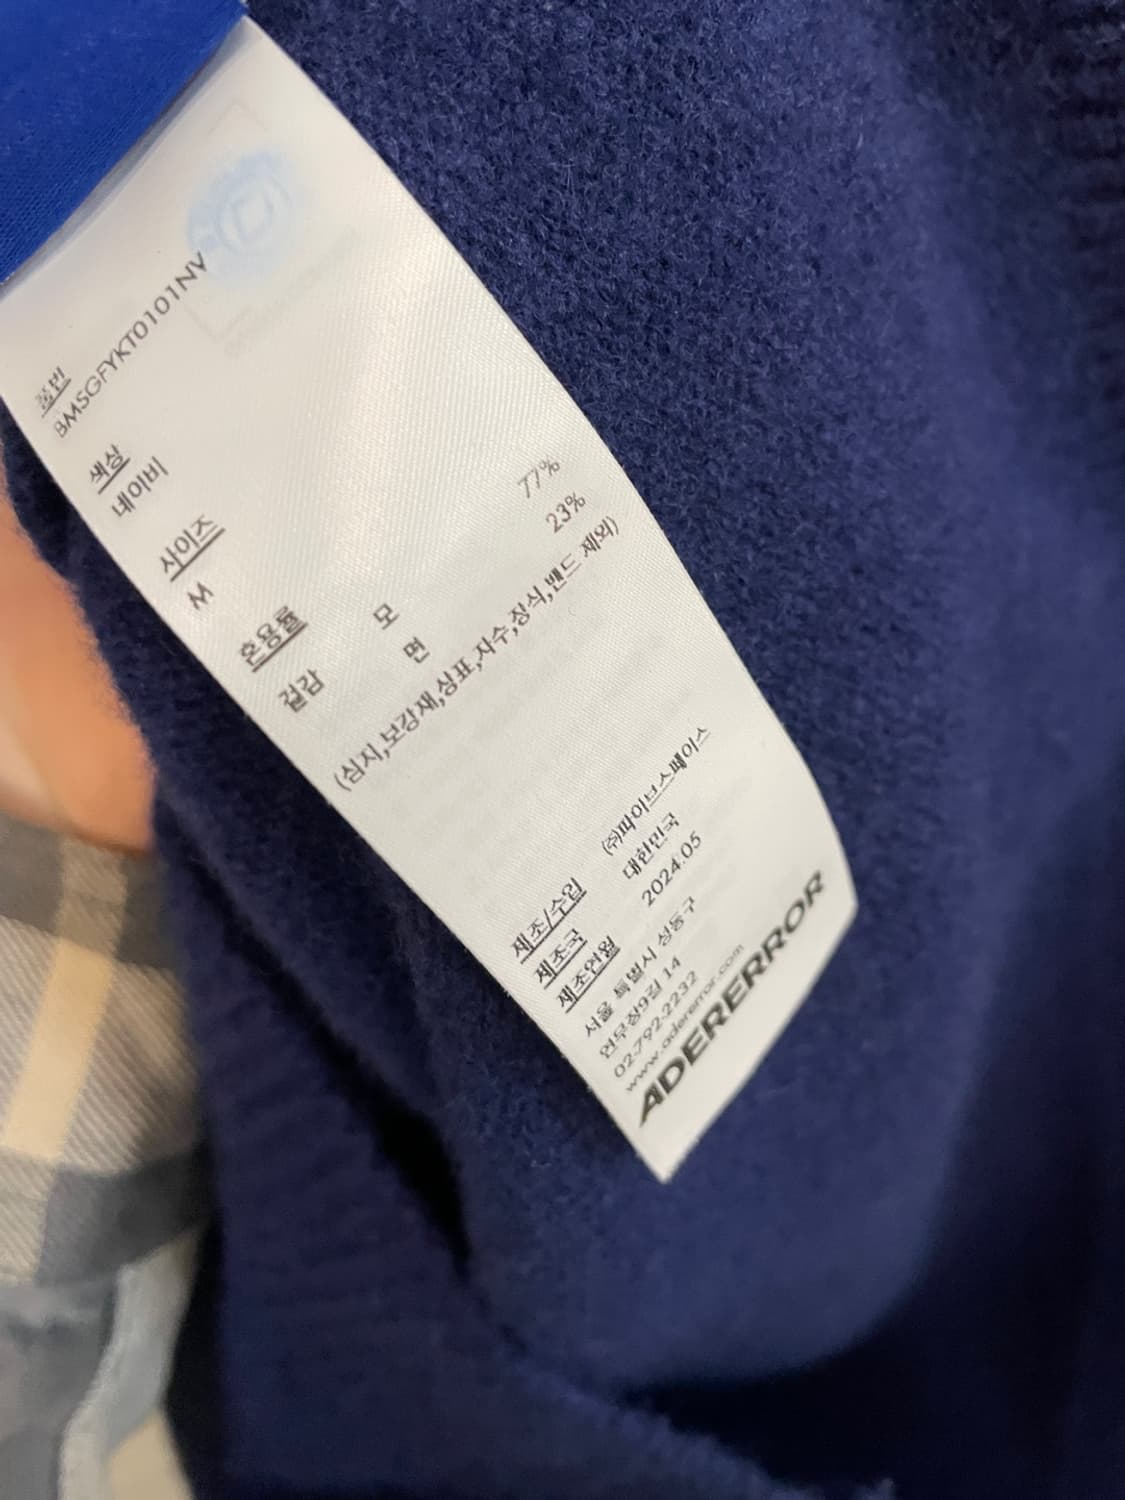 품번
BMSGFYKT0101NV
색상
네이비
사이즈
M
혼용률
겉감 모 77%
면 23%
(심지,보강재,상표,자수,장식,밴드 제외)
제조/수입 (주)파이브스페이스
제조국 대한민국
제조연월 2024.05
서울 특별시 성동구
연무장9길 14
02-792-2232
www.adererror.com
ADERERROR